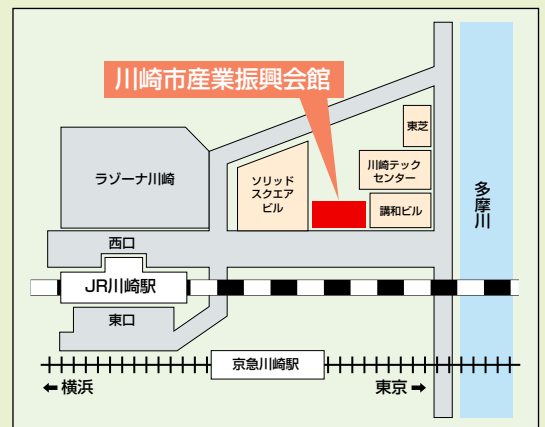 川崎市産業振興会館
東芝
川崎テック
センター
ラゾーナ川崎
ソリッド
スクエア
ビル
講和ビル
多摩川
西口
JR川崎駅
東口
京急川崎駅
←横浜
東京→